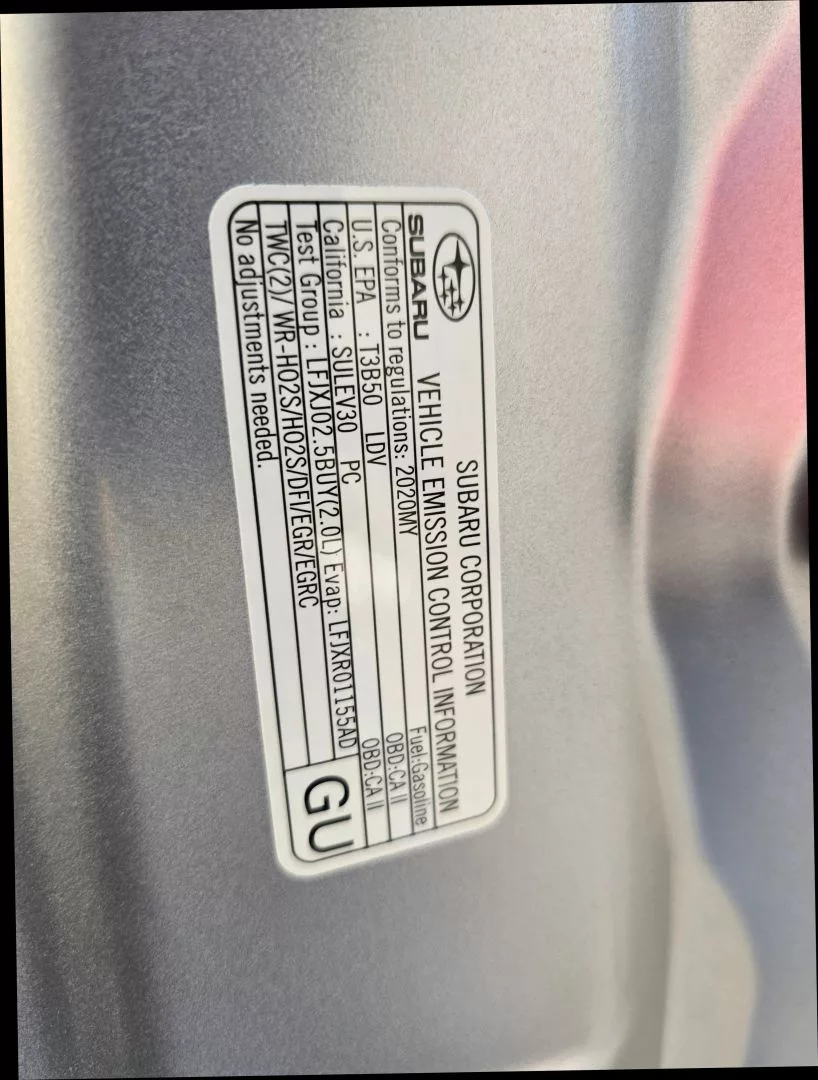 SUBARU CORPORATION
SUBARU VEHICLE EMISSION CONTROL INFORMATION
Conforms to regulations: 2020MY Fuel:Gasoline
U.S. EPA : T3B50 LDV OBD:CA II
California : SULEV30 PC OBD:CA II
Test Group : LFJXJ02.5BUY(2.0L) Evap: LFJXR01155AD
TWC(2)/ WR-HO2S/HO2S/DFI/EGR/EGRC
No adjustments needed.
GU